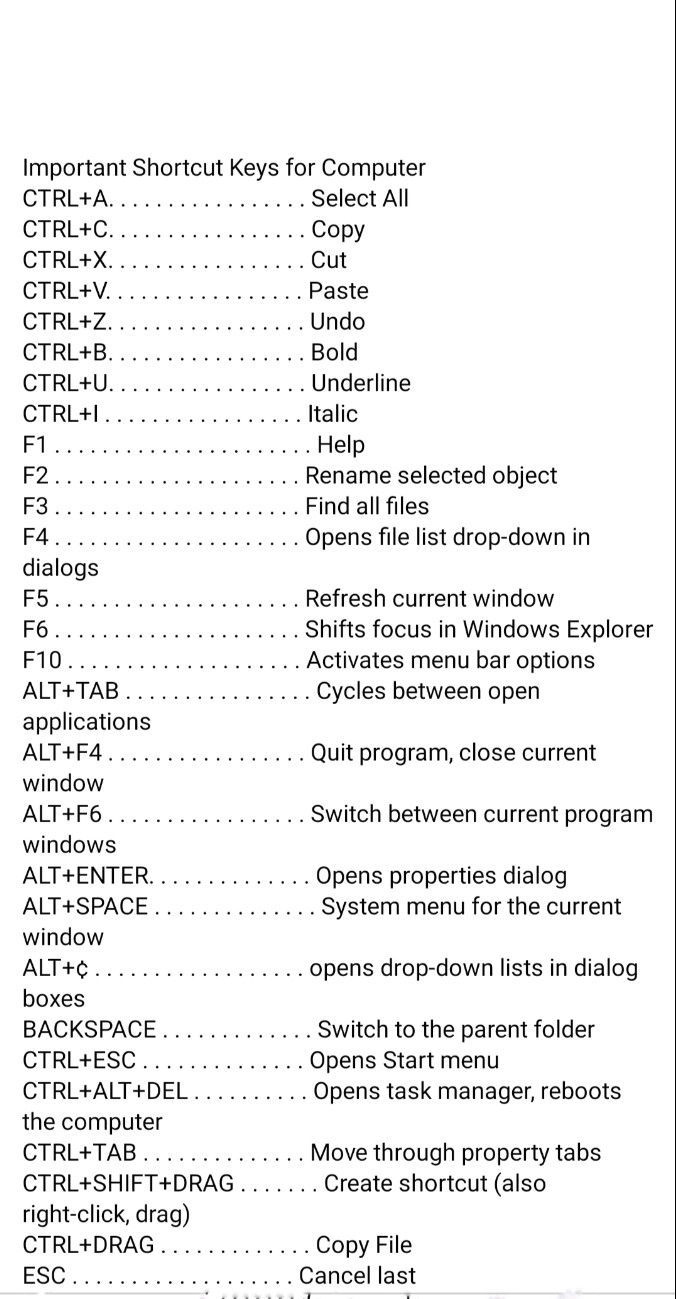 Important Shortcut Keys for Computer
CTRL+A. . . . . . . . . . . . . . . . . Select All
CTRL+C. . . . . . . . . . . . . . . . . Copy
CTRL+X. . . . . . . . . . . . . . . . . Cut
CTRL+V. . . . . . . . . . . . . . . . . Paste
CTRL+Z. . . . . . . . . . . . . . . . . Undo
CTRL+B. . . . . . . . . . . . . . . . . Bold
CTRL+U. . . . . . . . . . . . . . . . . Underline
CTRL+I . . . . . . . . . . . . . . . . . Italic
F1 . . . . . . . . . . . . . . . . . . . . . . Help
F2 . . . . . . . . . . . . . . . . . . . . . Rename selected object
F3 . . . . . . . . . . . . . . . . . . . . . Find all files
F4 . . . . . . . . . . . . . . . . . . . . . Opens file list drop-down in
dialogs
F5 . . . . . . . . . . . . . . . . . . . . . Refresh current window
F6 . . . . . . . . . . . . . . . . . . . . . Shifts focus in Windows Explorer
F10 . . . . . . . . . . . . . . . . . . . . Activates menu bar options
ALT+TAB . . . . . . . . . . . . . . . . Cycles between open
applications
ALT+F4 . . . . . . . . . . . . . . . . . Quit program, close current
window
ALT+F6 . . . . . . . . . . . . . . . . . Switch between current program
windows
ALT+ENTER. . . . . . . . . . . . . . Opens properties dialog
ALT+SPACE . . . . . . . . . . . . . . System menu for the current
window
ALT+¢ . . . . . . . . . . . . . . . . . . opens drop-down lists in dialog
boxes
BACKSPACE . . . . . . . . . . . . . Switch to the parent folder
CTRL+ESC . . . . . . . . . . . . . . Opens Start menu
CTRL+ALT+DEL . . . . . . . . . . Opens task manager, reboots
the computer
CTRL+TAB . . . . . . . . . . . . . . Move through property tabs
CTRL+SHIFT+DRAG . . . . . . . Create shortcut (also
right-click, drag)
CTRL+DRAG . . . . . . . . . . . . . Copy File
ESC . . . . . . . . . . . . . . . . . . . Cancel last